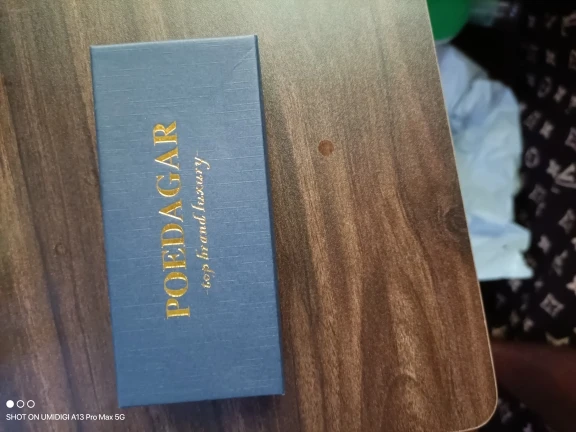 POEDAGAR
-top brand luxury-
SHOT ON UMIDIGI A13 Pro Max 5G